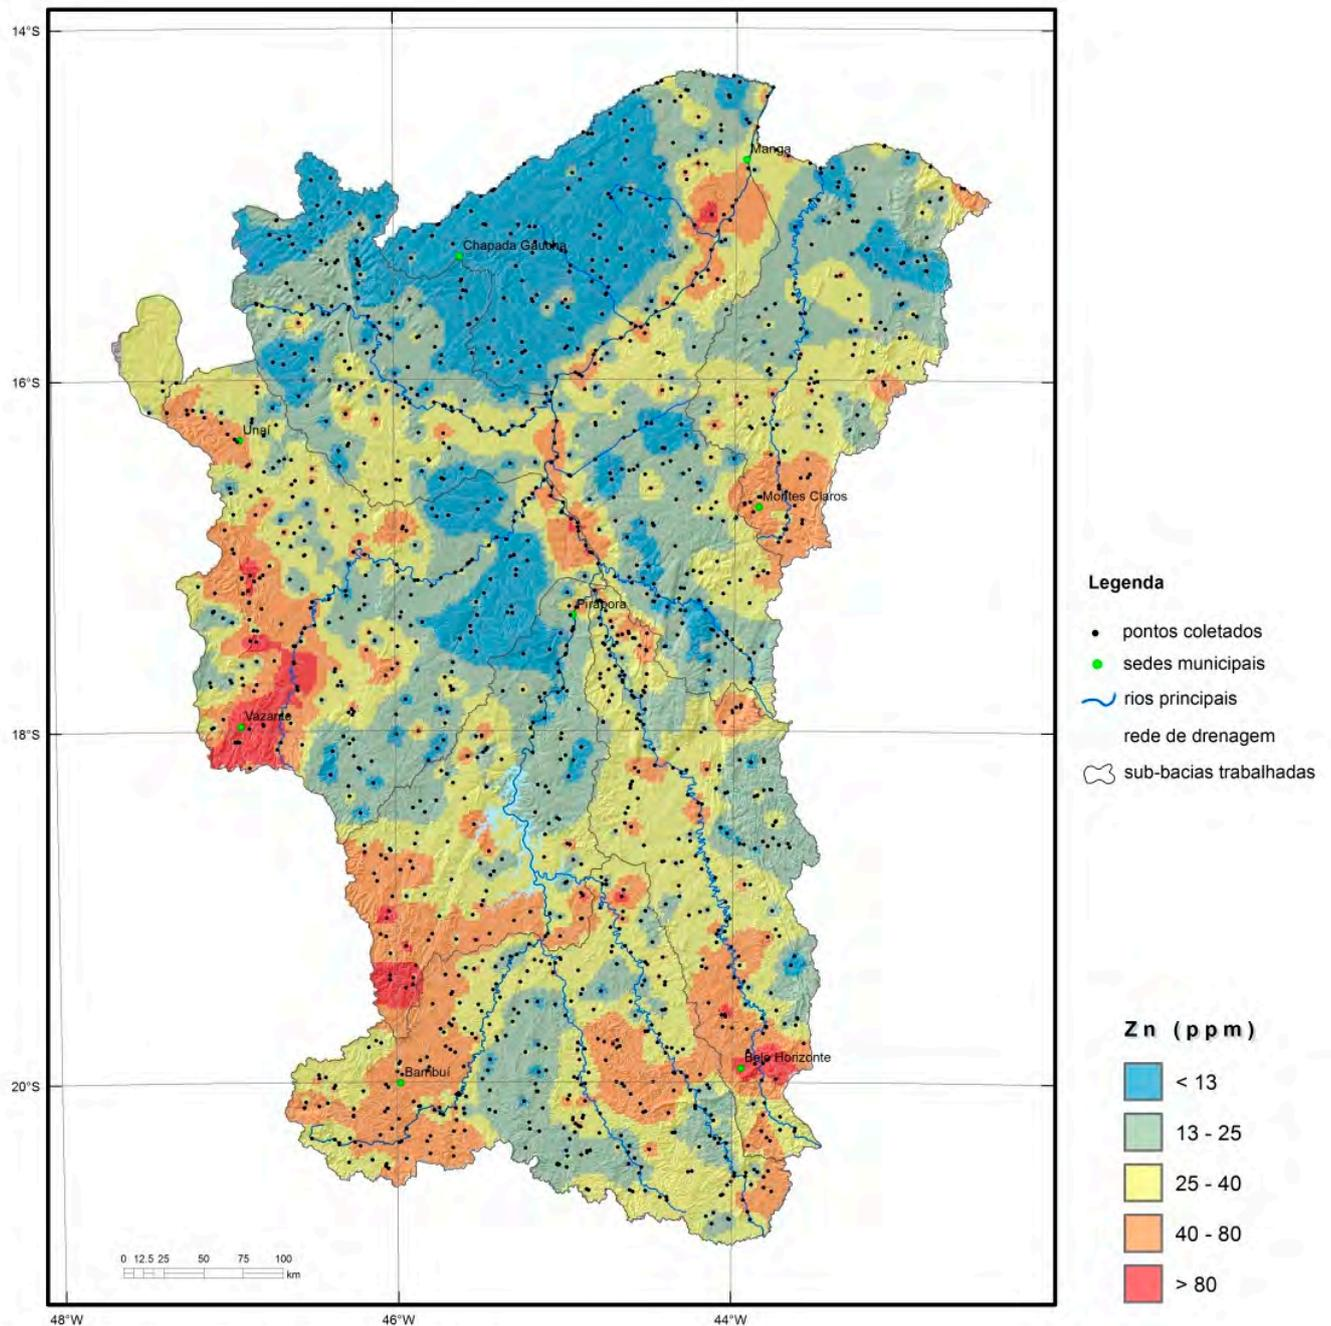 14°S
Manga
Chapada Gaúcha
16°S
Unaí
Montes Claros
Pirapora
Vazante
18°S
Belo Horizonte
Bambuí
20°S
0 12.5 25 50 75 100
km
48°W 46°W 44°W
Legenda
pontos coletados
sedes municipais
rios principais
rede de drenagem
sub-bacias trabalhadas
Zn (ppm)
< 13
13 - 25
25 - 40
40 - 80
> 80